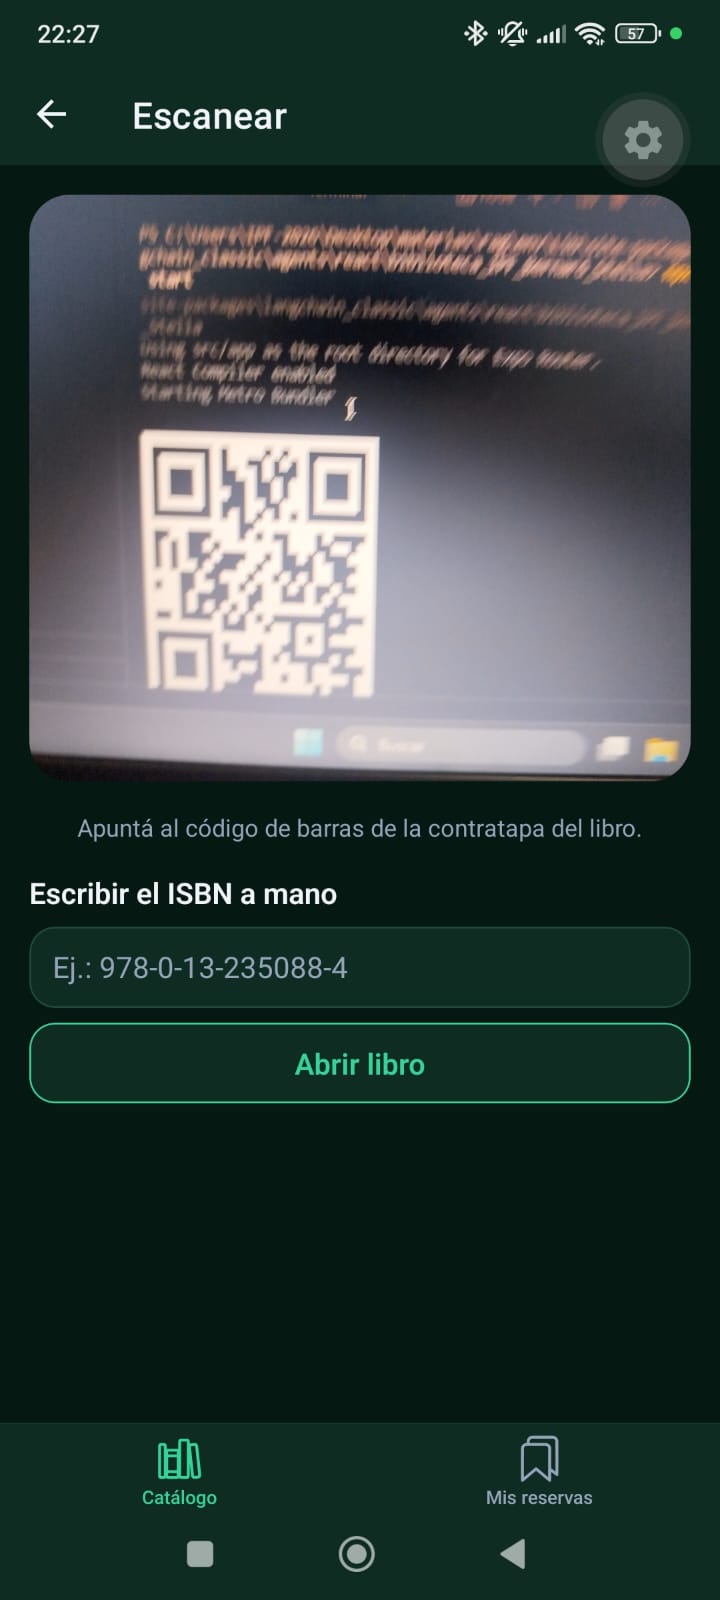 22:27
57
Escanear
start
Using src/app as the root directory for Expo Router.
React Compiler enabled
Starting Metro Bundler
Buscar
Apuntá al código de barras de la contratapa del libro.
Escribir el ISBN a mano
Ej.: 978-0-13-235088-4
Abrir libro
Catálogo
Mis reservas